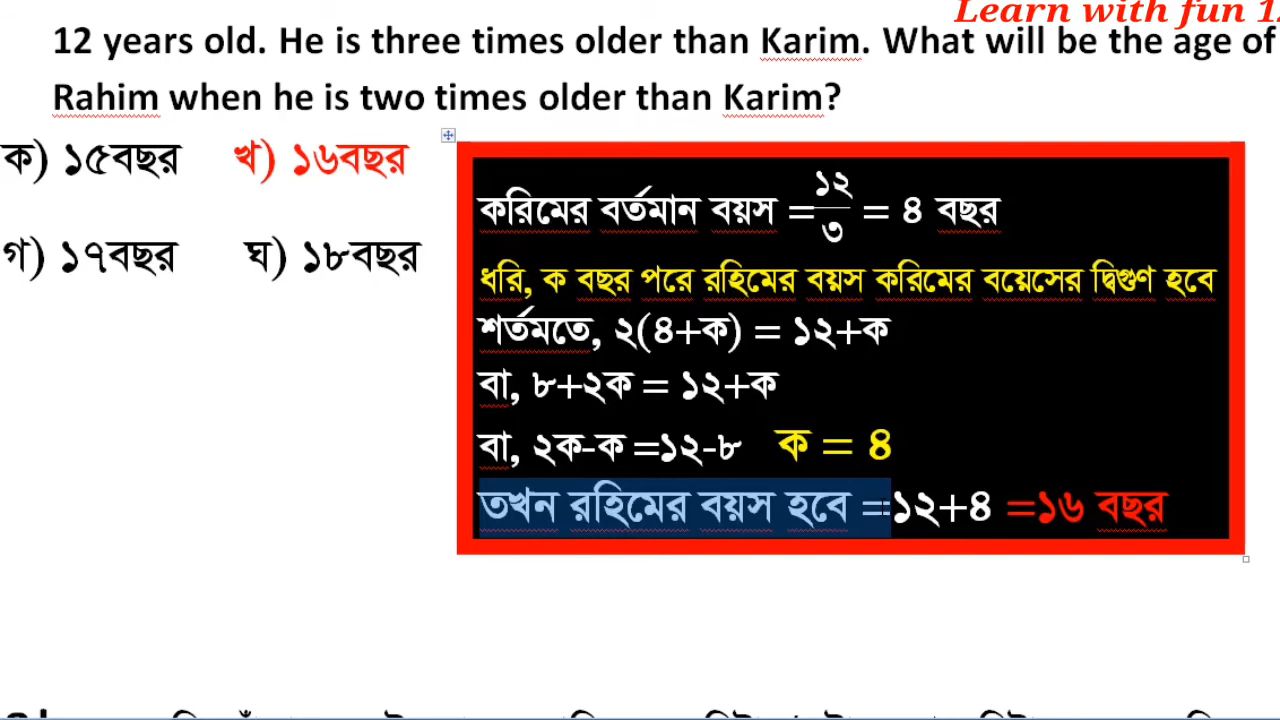 Learn with fun
12 years old. He is three times older than Karim. What will be the age of
Rahim when he is two times older than Karim?
ক) ১৫বছর খ) ১৬বছর
গ) ১৭বছর ঘ) ১৮বছর
করিমের বর্তমান বয়স =১২/৩ = ৪ বছর
ধরি, ক বছর পরে রহিমের বয়স করিমের বয়েসের দ্বিগুণ হবে
শর্তমতে, ২(৪+ক) = ১২+ক
বা, ৮+২ক = ১২+ক
বা, ২ক-ক =১২-৮ ক = ৪
তখন রহিমের বয়স হবে =১২+৪ =১৬ বছর